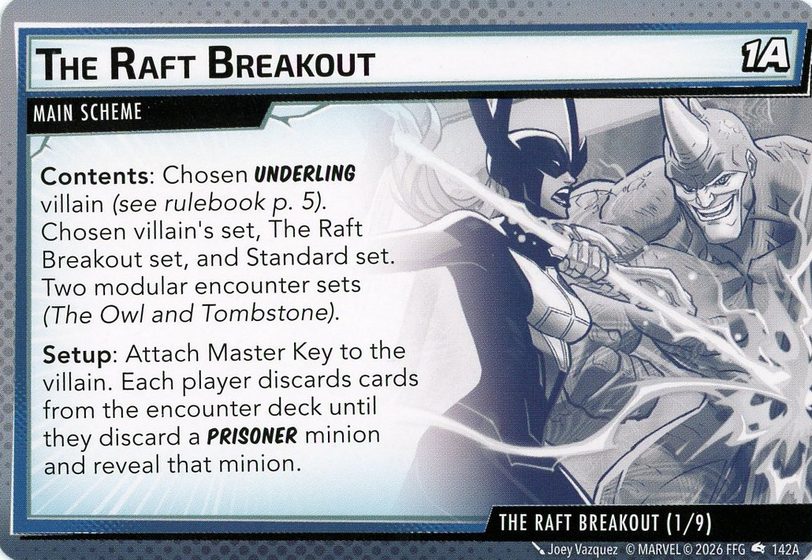 THE RAFT BREAKOUT
1A
MAIN SCHEME
Contents: Chosen UNDERLING
villain (see rulebook p. 5).
Chosen villain's set, The Raft
Breakout set, and Standard set.
Two modular encounter sets
(The Owl and Tombstone).
Setup: Attach Master Key to the
villain. Each player discards cards
from the encounter deck until
they discard a PRISONER minion
and reveal that minion.
THE RAFT BREAKOUT (1/9)
Joey Vazquez © MARVEL © 2026 FFG 142A